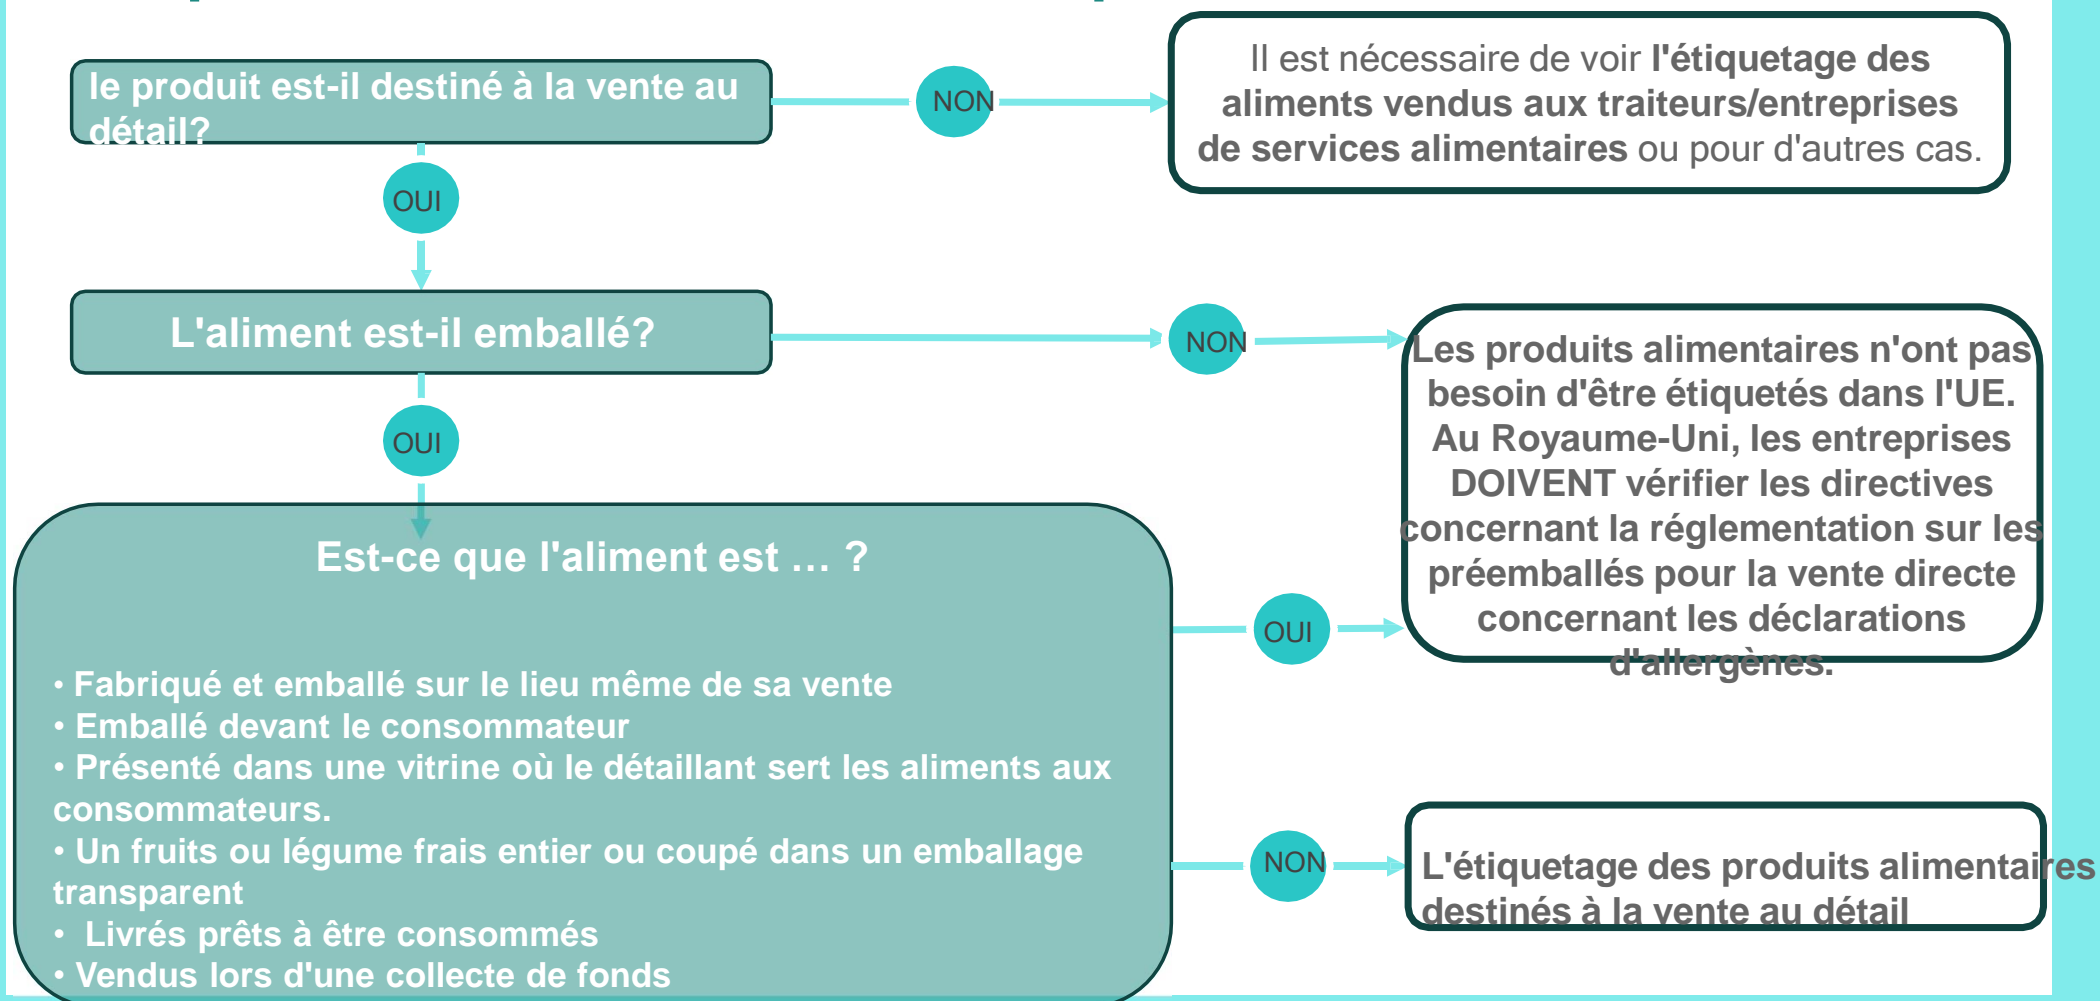 le produit est-il destiné à la vente au
détail?
NON
Il est nécessaire de voir l'étiquetage des
aliments vendus aux traiteurs/entreprises
de services alimentaires ou pour d'autres cas.
OUI
L'aliment est-il emballé?
NON
Les produits alimentaires n'ont pas
besoin d'être étiquetés dans l'UE.
Au Royaume-Uni, les entreprises
DOIVENT vérifier les directives
concernant la réglementation sur les
préemballés pour la vente directe
concernant les déclarations
d'allergènes.
OUI
Est-ce que l'aliment est … ?
• Fabriqué et emballé sur le lieu même de sa vente
• Emballé devant le consommateur
• Présenté dans une vitrine où le détaillant sert les aliments aux
consommateurs.
• Un fruits ou légume frais entier ou coupé dans un emballage
transparent
• Livrés prêts à être consommés
• Vendus lors d'une collecte de fonds
OUI
NON
L'étiquetage des produits alimentaires
destinés à la vente au détail